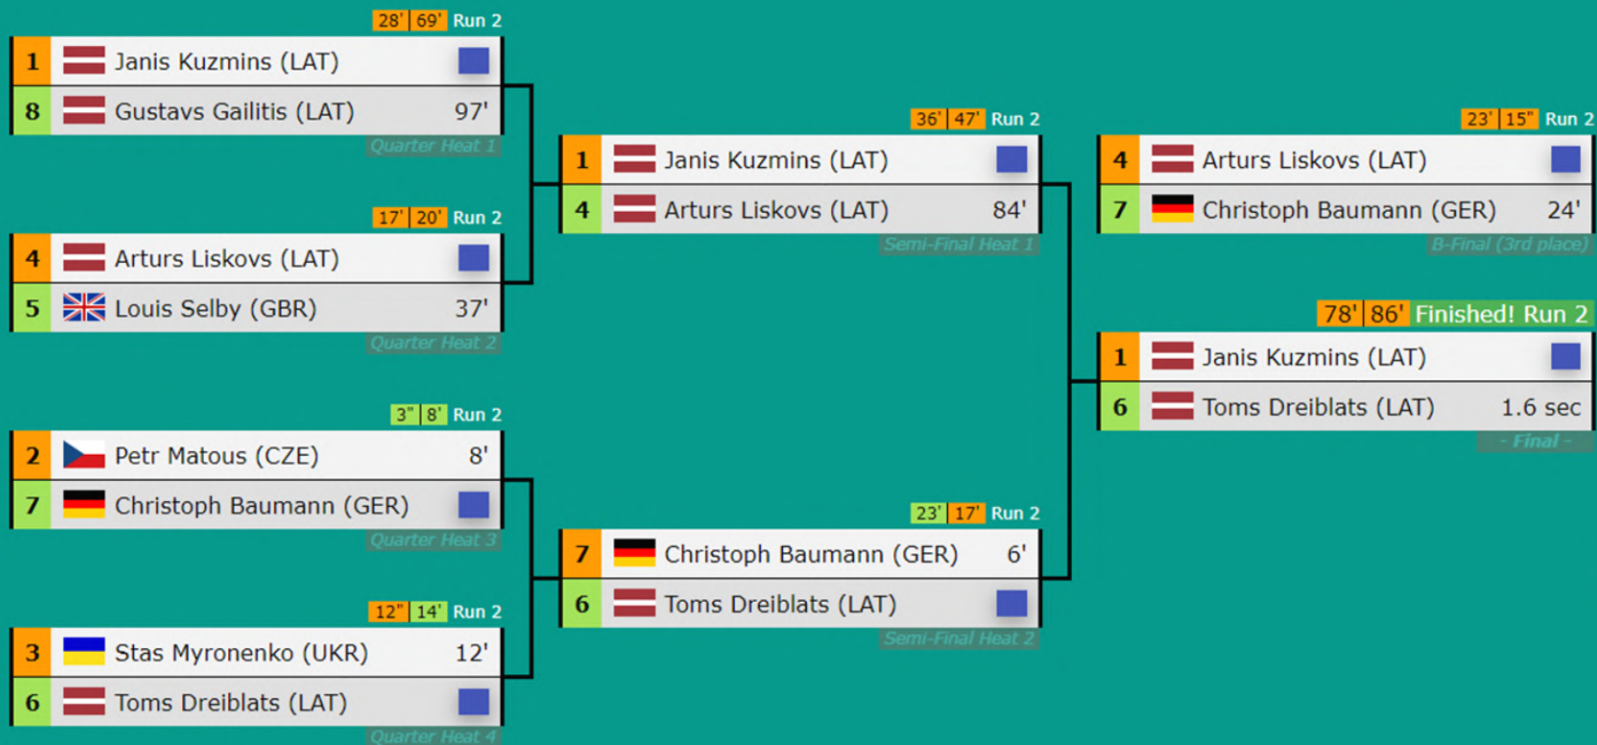 28' 69' Run 2
1 Janis Kuzmins (LAT)
8 Gustavs Gailitis (LAT) 97'
Quarter Heat 1
17' 20' Run 2
4 Arturs Liskovs (LAT)
5 Louis Selby (GBR) 37'
Quarter Heat 2
3" 8' Run 2
2 Petr Matous (CZE) 8'
7 Christoph Baumann (GER)
Quarter Heat 3
12" 14' Run 2
3 Stas Myronenko (UKR) 12'
6 Toms Dreiblats (LAT)
Quarter Heat 4
36' 47' Run 2
1 Janis Kuzmins (LAT)
4 Arturs Liskovs (LAT) 84'
Semi-Final Heat 1
23' 17' Run 2
7 Christoph Baumann (GER) 6'
6 Toms Dreiblats (LAT)
Semi-Final Heat 2
23' 15" Run 2
4 Arturs Liskovs (LAT)
7 Christoph Baumann (GER) 24'
B-Final (3rd place)
78' 86' Finished! Run 2
1 Janis Kuzmins (LAT)
6 Toms Dreiblats (LAT) 1.6 sec
- Final -